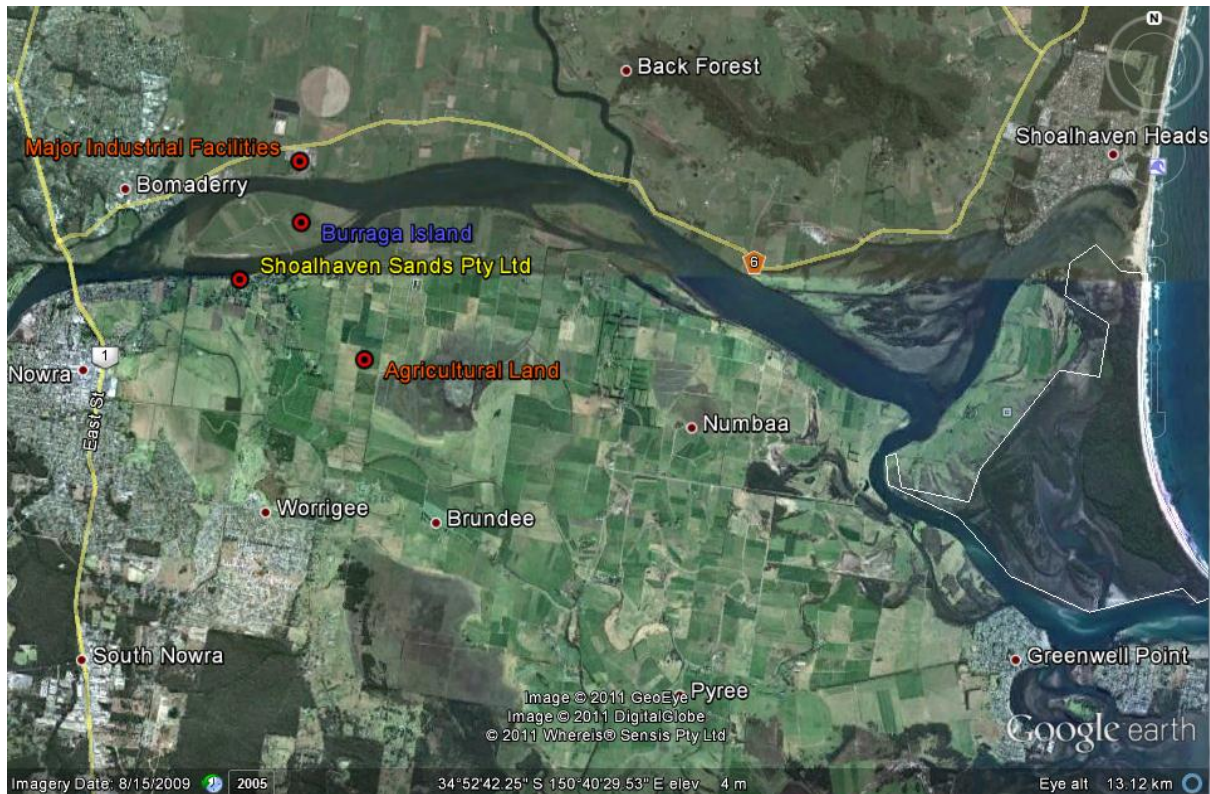 N
Back Forest
Shoalhaven Heads
Major Industrial Facilities
Bomaderry
Burraga Island
Shoalhaven Sands Pty Ltd
6
1
Nowra
Agricultural Land
East St
Numbaa
Worrigee
Brundee
South Nowra
Greenwell Point
Pyree
Image © 2011 GeoEye
Image © 2011 DigitalGlobe
© 2011 Whereis® Sensis Pty Ltd
Google earth
Imagery Date: 8/15/2009 2005 34°52'42.25" S 150°40'29.53" E elev 4 m Eye alt 13.12 km